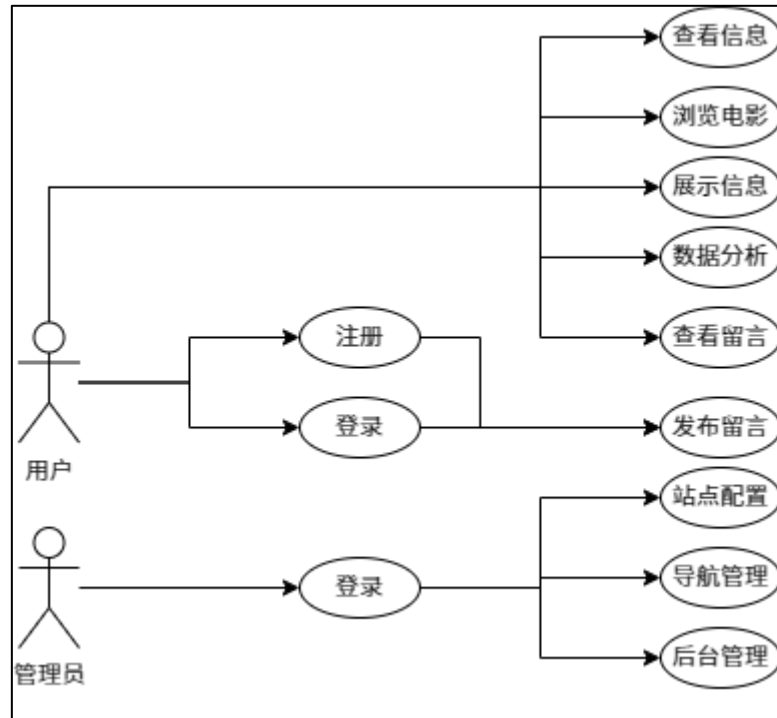 查看信息
浏览电影
展示信息
数据分析
注册
查看留言
登录
发布留言
用户
站点配置
登录
导航管理
后台管理
管理员